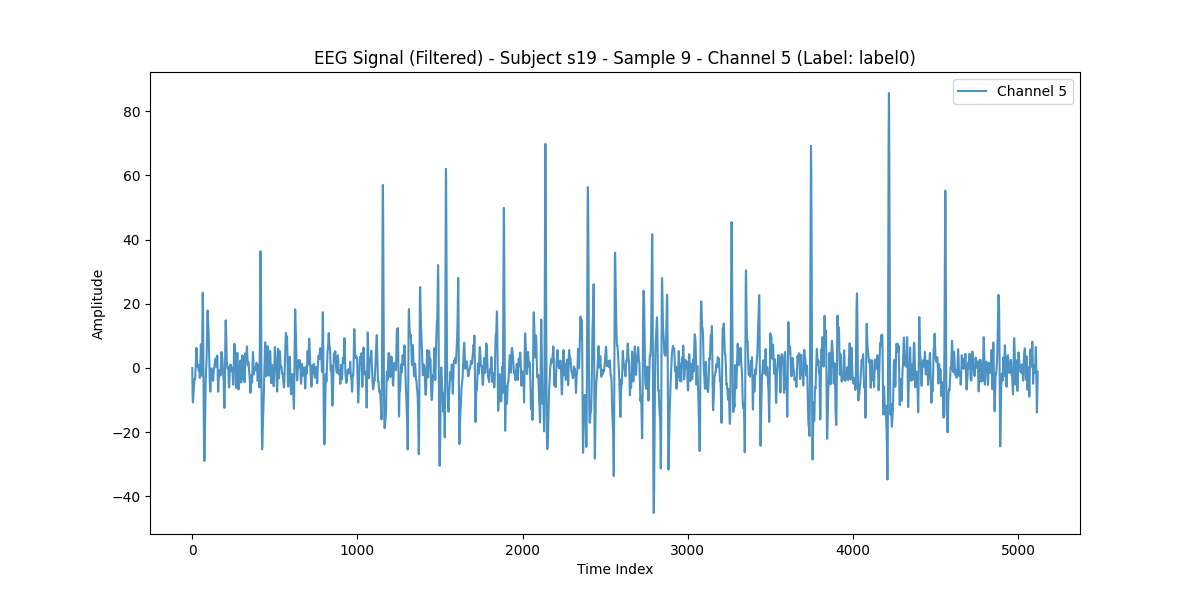 EEG Signal (Filtered) - Subject s19 - Sample 9 - Channel 5 (Label: label0)
Channel 5
80
60
40
20
0
−20
−40
Amplitude
0 1000 2000 3000 4000 5000
Time Index